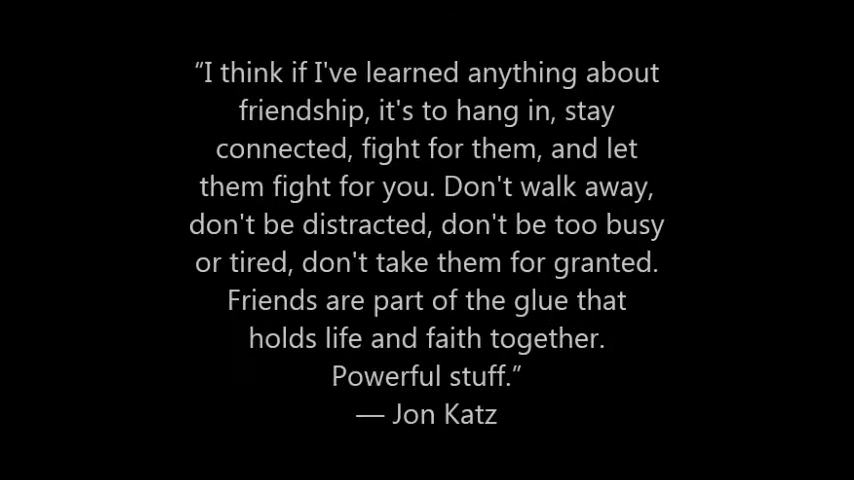 “I think if I've learned anything about
friendship, it's to hang in, stay
connected, fight for them, and let
them fight for you. Don't walk away,
don't be distracted, don't be too busy
or tired, don't take them for granted.
Friends are part of the glue that
holds life and faith together.
Powerful stuff.”
— Jon Katz